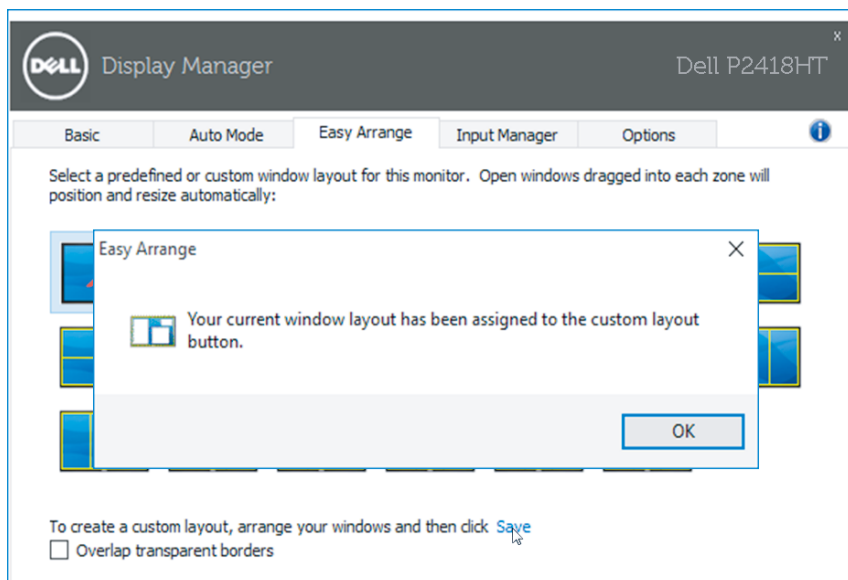 DELL Display Manager
x
Dell P2418HT
Basic Auto Mode Easy Arrange Input Manager Options
Select a predefined or custom window layout for this monitor. Open windows dragged into each zone will
position and resize automatically:
Easy Arrange
Your current window layout has been assigned to the custom layout
button.
OK
To create a custom layout, arrange your windows and then click Save
Overlap transparent borders